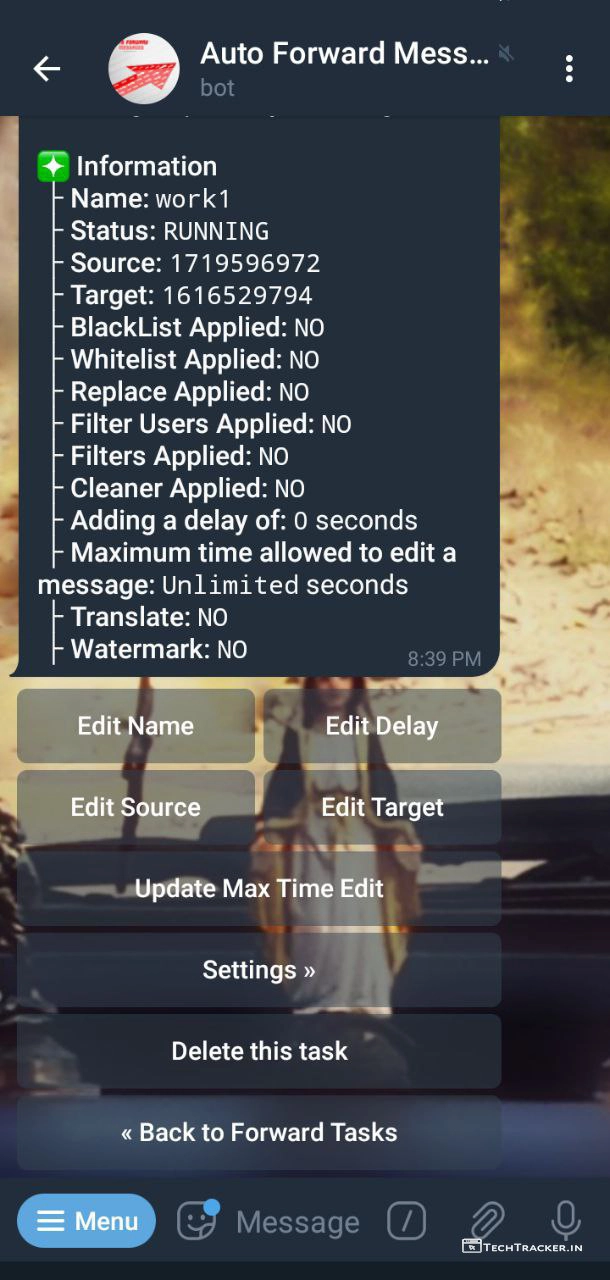 Auto Forward Mess...
bot
Information
Name: work1
Status: RUNNING
Source: 1719596972
Target: 1616529794
BlackList Applied: NO
Whitelist Applied: NO
Replace Applied: NO
Filter Users Applied: NO
Filters Applied: NO
Cleaner Applied: NO
Adding a delay of: 0 seconds
Maximum time allowed to edit a
message: Unlimited seconds
Translate: NO
Watermark: NO
8:39 PM
Edit Name
Edit Delay
Edit Source
Edit Target
Update Max Time Edit
Settings »
Delete this task
« Back to Forward Tasks
Menu
Message
/
TECHTRACKER.IN